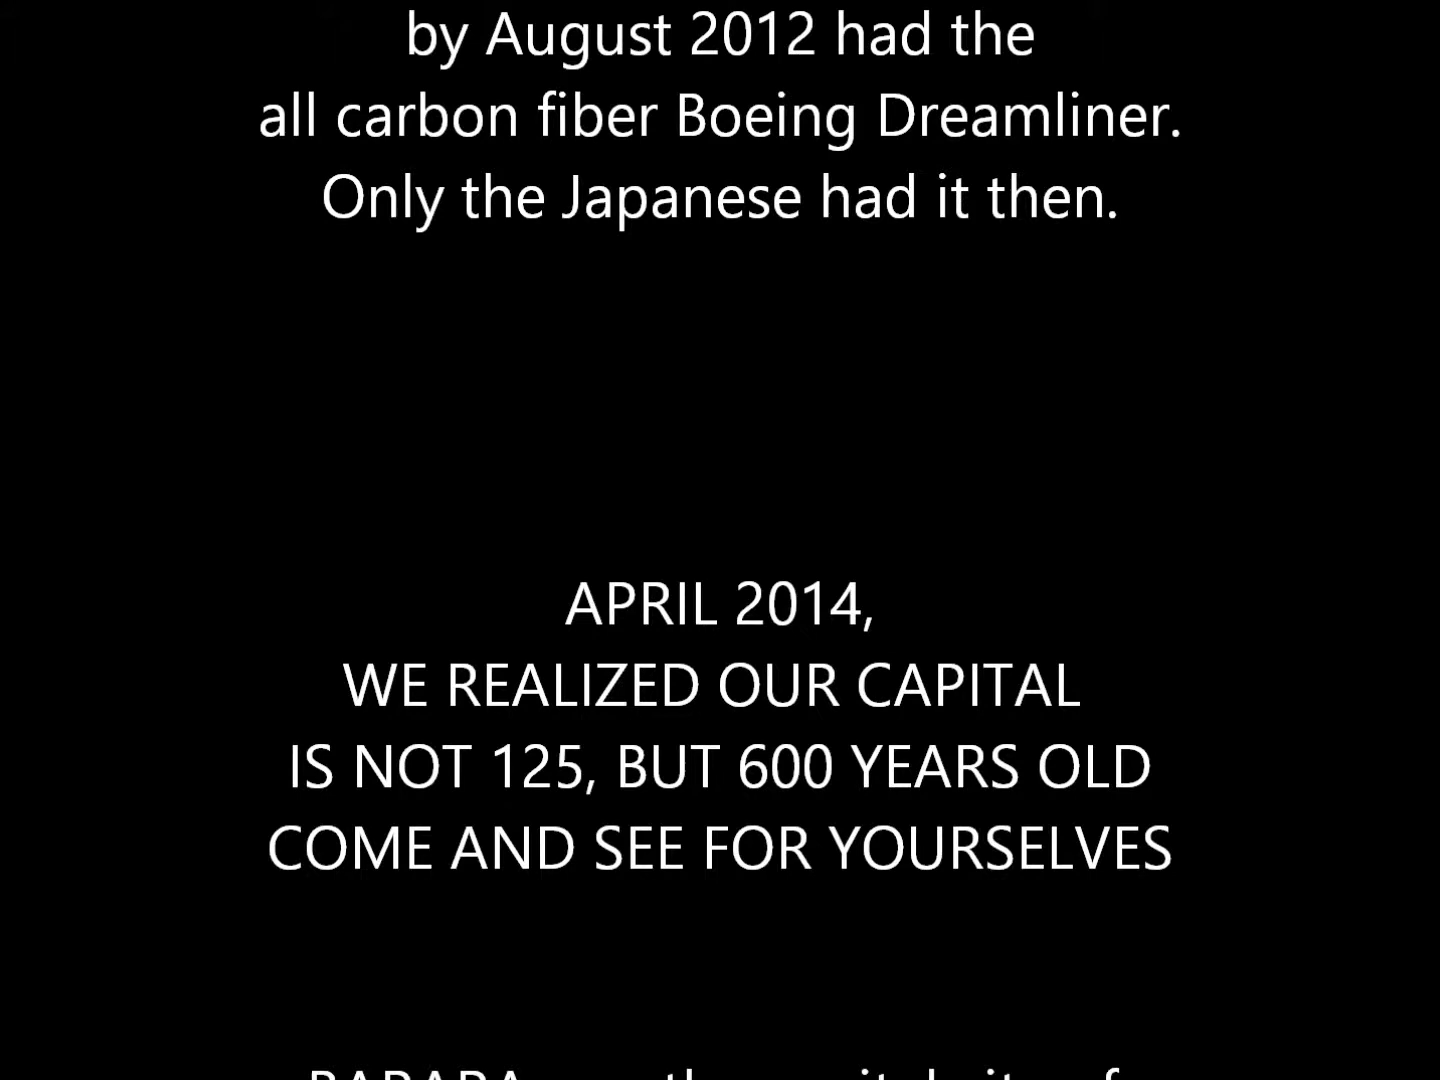 by August 2012 had the
all carbon fiber Boeing Dreamliner.
Only the Japanese had it then.
APRIL 2014,
WE REALIZED OUR CAPITAL
IS NOT 125, BUT 600 YEARS OLD
COME AND SEE FOR YOURSELVES